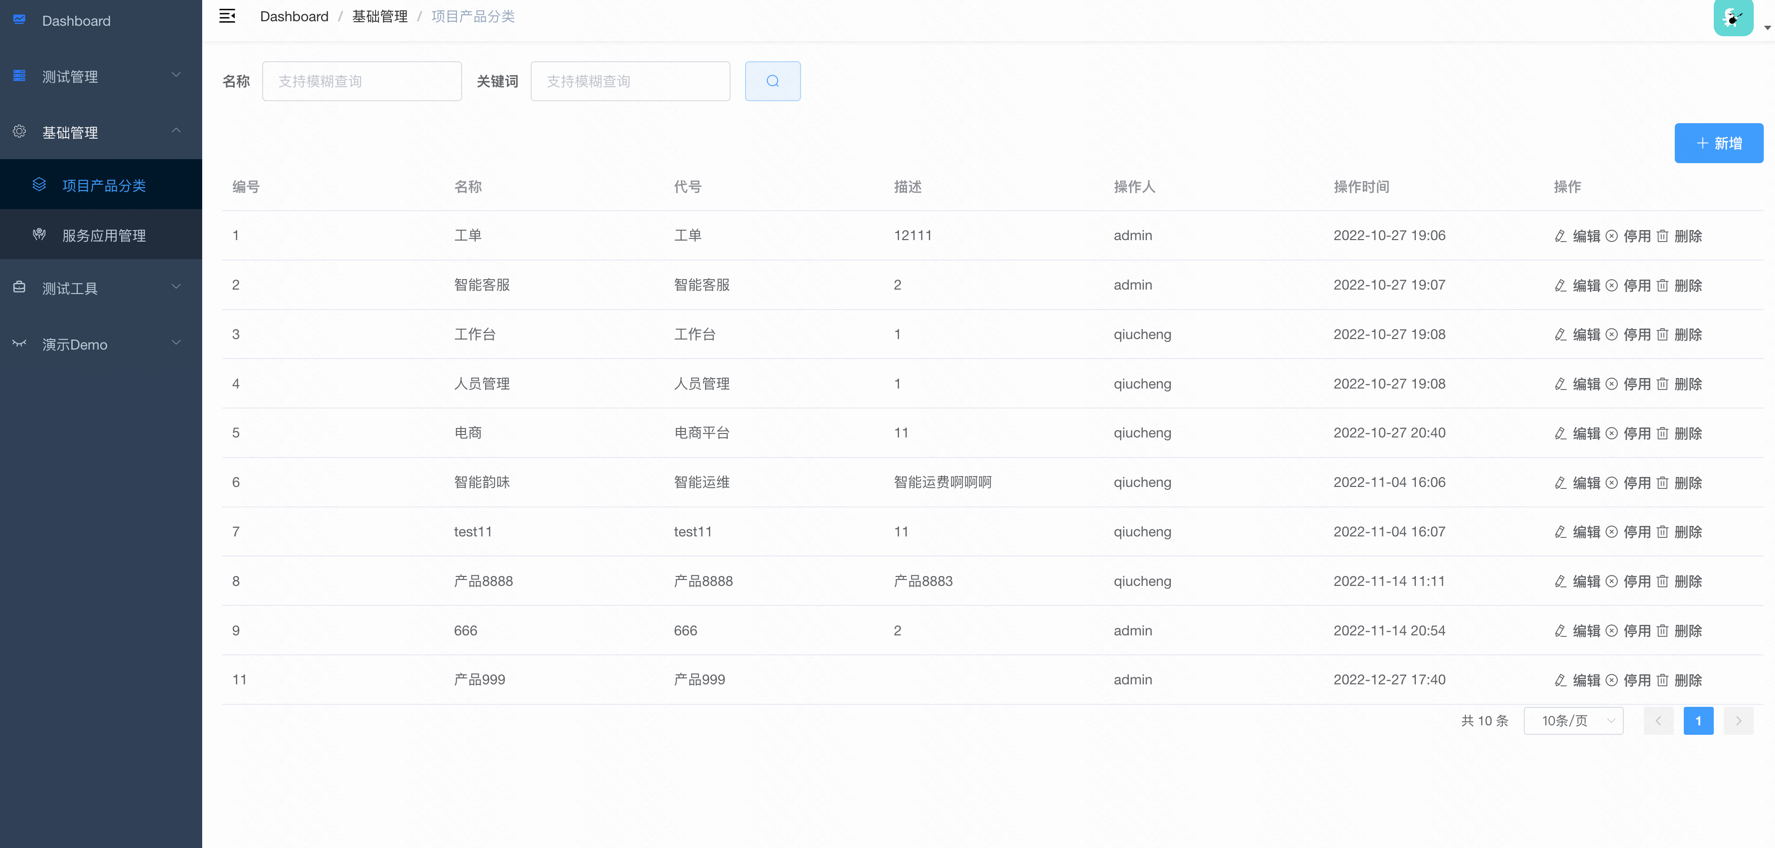 Dashboard
测试管理
基础管理
项目产品分类
服务应用管理
测试工具
演示Demo
Dashboard / 基础管理 / 项目产品分类
名称 支持模糊查询 关键词 支持模糊查询
新增
编号 名称 代号 描述 操作人 操作时间 操作
1 工单 工单 12111 admin 2022-10-27 19:06 编辑 停用 删除
2 智能客服 智能客服 2 admin 2022-10-27 19:07 编辑 停用 删除
3 工作台 工作台 1 qiucheng 2022-10-27 19:08 编辑 停用 删除
4 人员管理 人员管理 1 qiucheng 2022-10-27 19:08 编辑 停用 删除
5 电商 电商平台 11 qiucheng 2022-10-27 20:40 编辑 停用 删除
6 智能韵味 智能运维 智能运费啊啊啊 qiucheng 2022-11-04 16:06 编辑 停用 删除
7 test11 test11 11 qiucheng 2022-11-04 16:07 编辑 停用 删除
8 产品8888 产品8888 产品8883 qiucheng 2022-11-14 11:11 编辑 停用 删除
9 666 666 2 admin 2022-11-14 20:54 编辑 停用 删除
11 产品999 产品999 admin 2022-12-27 17:40 编辑 停用 删除
共 10 条 10条/页 1